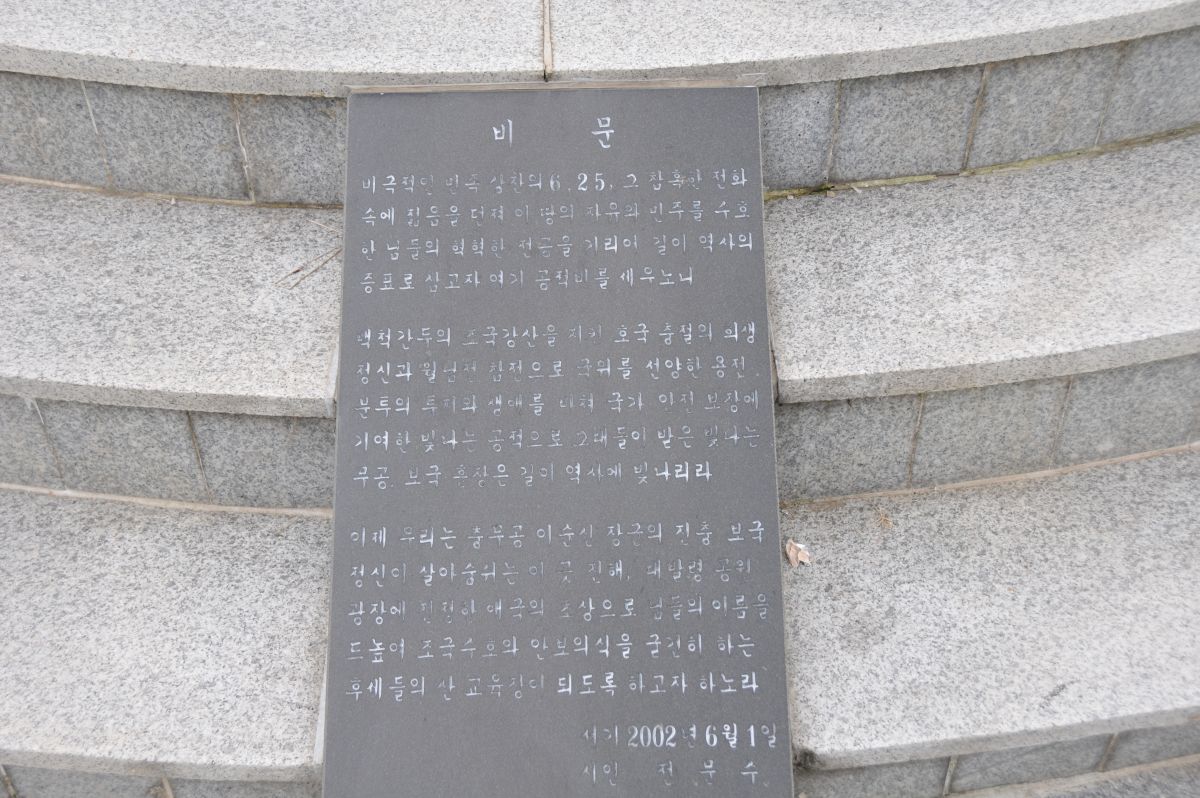 비 문
비극적인 민족 상잔의 6.25, 그 참혹한 전화
속에 젊음을 던져 이 땅의 자유와 민주를 수호
한 님들의 혁혁한 전공을 기리어 길이 역사의
증표로 삼고자 여기 공적비를 세우노니
백척간두의 조국강산을 지킨 호국 충절의 희생
정신과 월남전 참전으로 국위를 선양한 용전
분투의 투지와 생애를 바쳐 국가 안전 보장에
기여한 빛나는 공적으로 그대들이 받은 빛나는
무공, 보국 훈장은 길이 역사에 빛나리라
이제 우리는 충무공 이순신 장군의 진충 보국
정신이 살아숨쉬는 이 곳 진해, 대발령 공원
광장에 진정한 애국의 초상으로 님들의 이름을
드높여 조국수호와 안보의식을 굳건히 하는
후세들의 산 교육장이 되도록 하고자 하노라
서기 2002년 6월 1일
시인 전 문 수